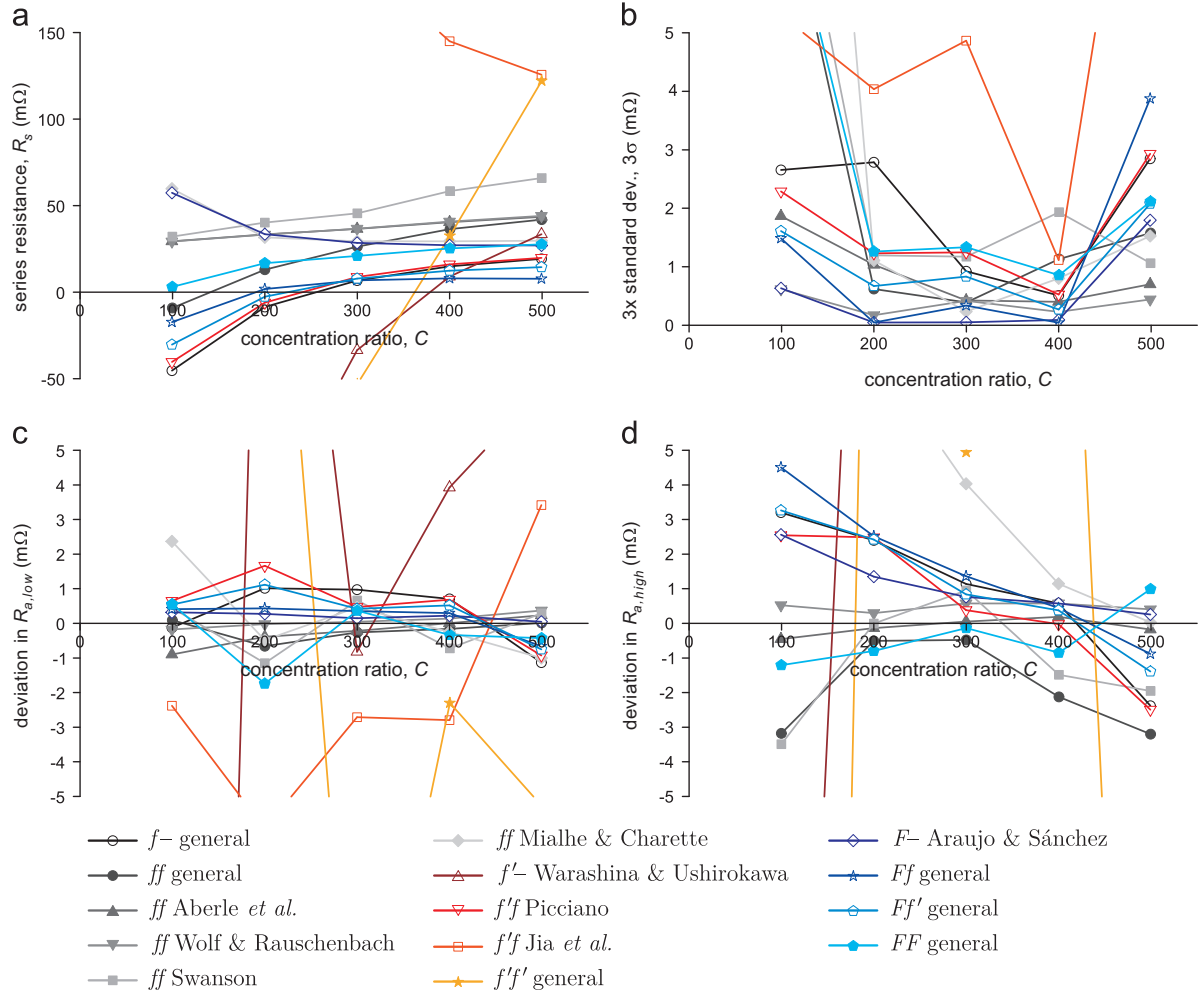 a
150
100
50
0
-50
0
100
200
300
400
500
series resistance, Rs (mΩ)
concentration ratio, C
b
5
4
3
2
1
0
0
100
200
300
400
500
3x standard dev., 3σ (mΩ)
concentration ratio, C
c
5
4
3
2
1
0
-1
-2
-3
-4
-5
0
100
200
300
400
500
deviation in Ra,low (mΩ)
concentration ratio, C
d
5
4
3
2
1
0
-1
-2
-3
-4
-5
0
100
200
300
400
500
deviation in Ra,high (mΩ)
concentration ratio, C
f– general
ff general
ff Aberle et al.
ff Wolf & Rauschenbach
ff Swanson
ff Mialhe & Charette
f′– Warashina & Ushirokawa
f′f Picciano
f′f Jia et al.
f′f′ general
F– Araujo & Sánchez
Ff general
Ff′ general
FF general